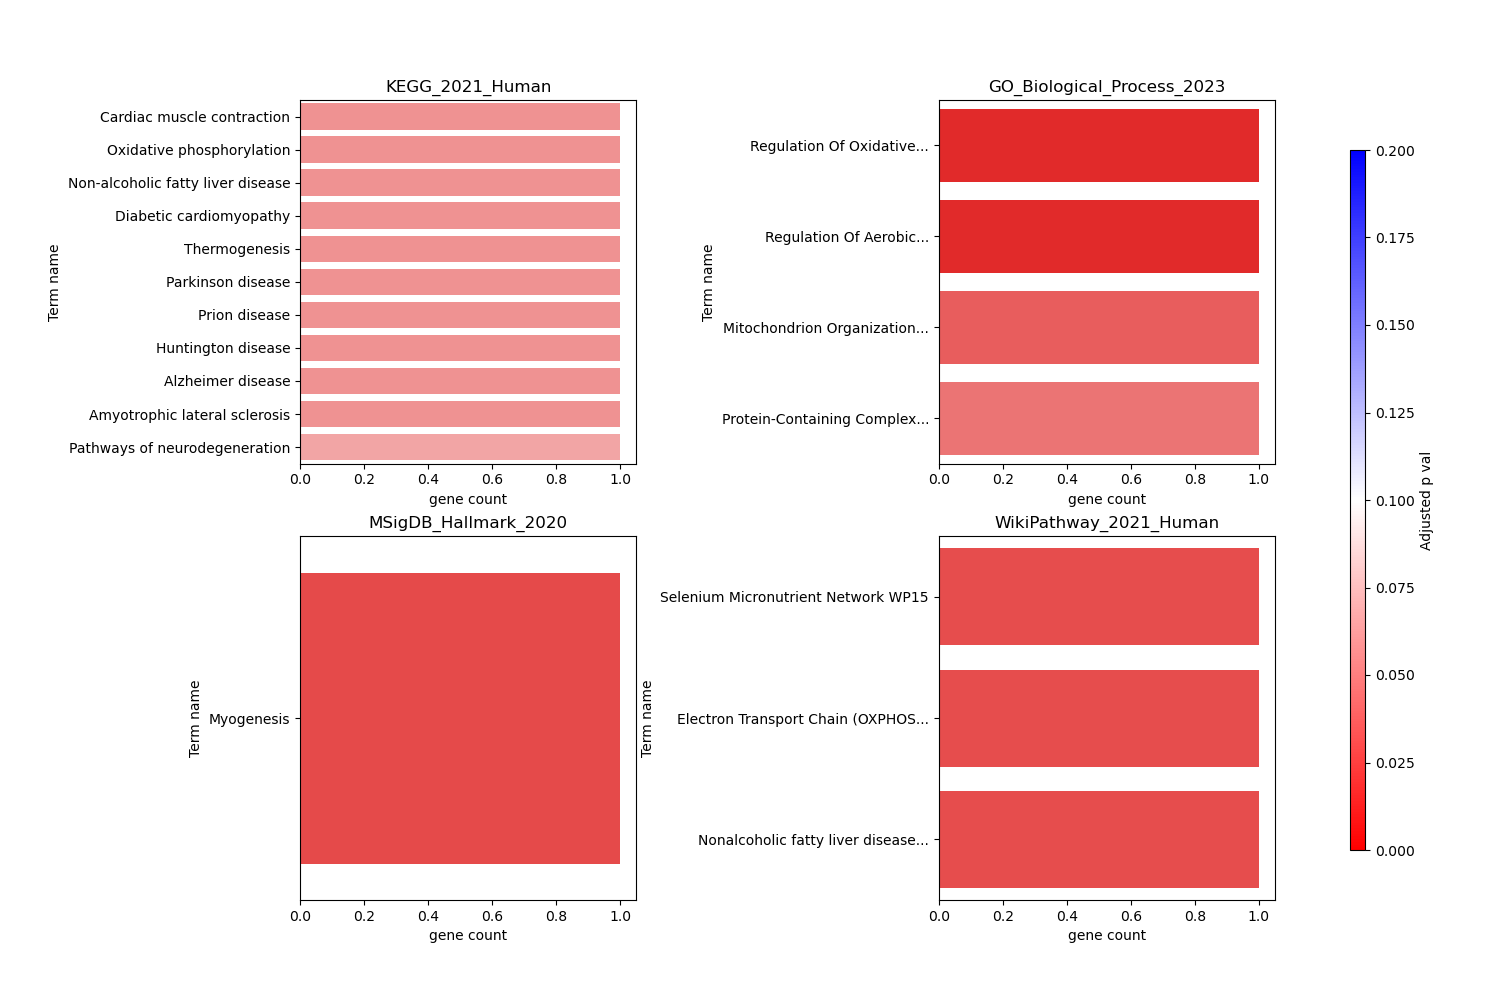 KEGG_2021_Human
Cardiac muscle contraction
Oxidative phosphorylation
Non-alcoholic fatty liver disease
Diabetic cardiomyopathy
Thermogenesis
Parkinson disease
Prion disease
Huntington disease
Alzheimer disease
Amyotrophic lateral sclerosis
Pathways of neurodegeneration
Term name
0.0 0.2 0.4 0.6 0.8 1.0
gene count
GO_Biological_Process_2023
Regulation Of Oxidative...
Regulation Of Aerobic...
Mitochondrion Organization...
Protein-Containing Complex...
Term name
0.0 0.2 0.4 0.6 0.8 1.0
gene count
MSigDB_Hallmark_2020
Myogenesis
Term name
0.0 0.2 0.4 0.6 0.8 1.0
gene count
WikiPathway_2021_Human
Selenium Micronutrient Network WP15
Electron Transport Chain (OXPHOS...
Nonalcoholic fatty liver disease...
Term name
0.0 0.2 0.4 0.6 0.8 1.0
gene count
0.200
0.175
0.150
0.125
0.100
0.075
0.050
0.025
0.000
Adjusted p val